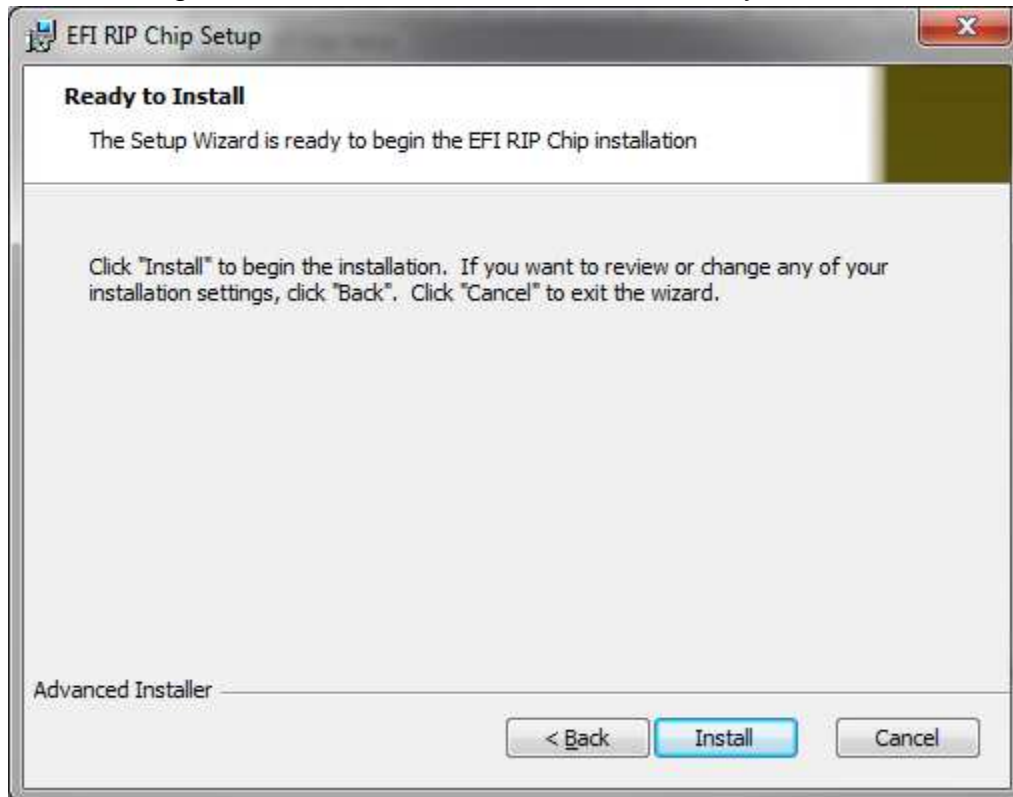 EFI RIP Chip Setup
Ready to Install
The Setup Wizard is ready to begin the EFI RIP Chip installation
Click "Install" to begin the installation.  If you want to review or change any of your
installation settings, click "Back".  Click "Cancel" to exit the wizard.
Advanced Installer
< Back Install Cancel